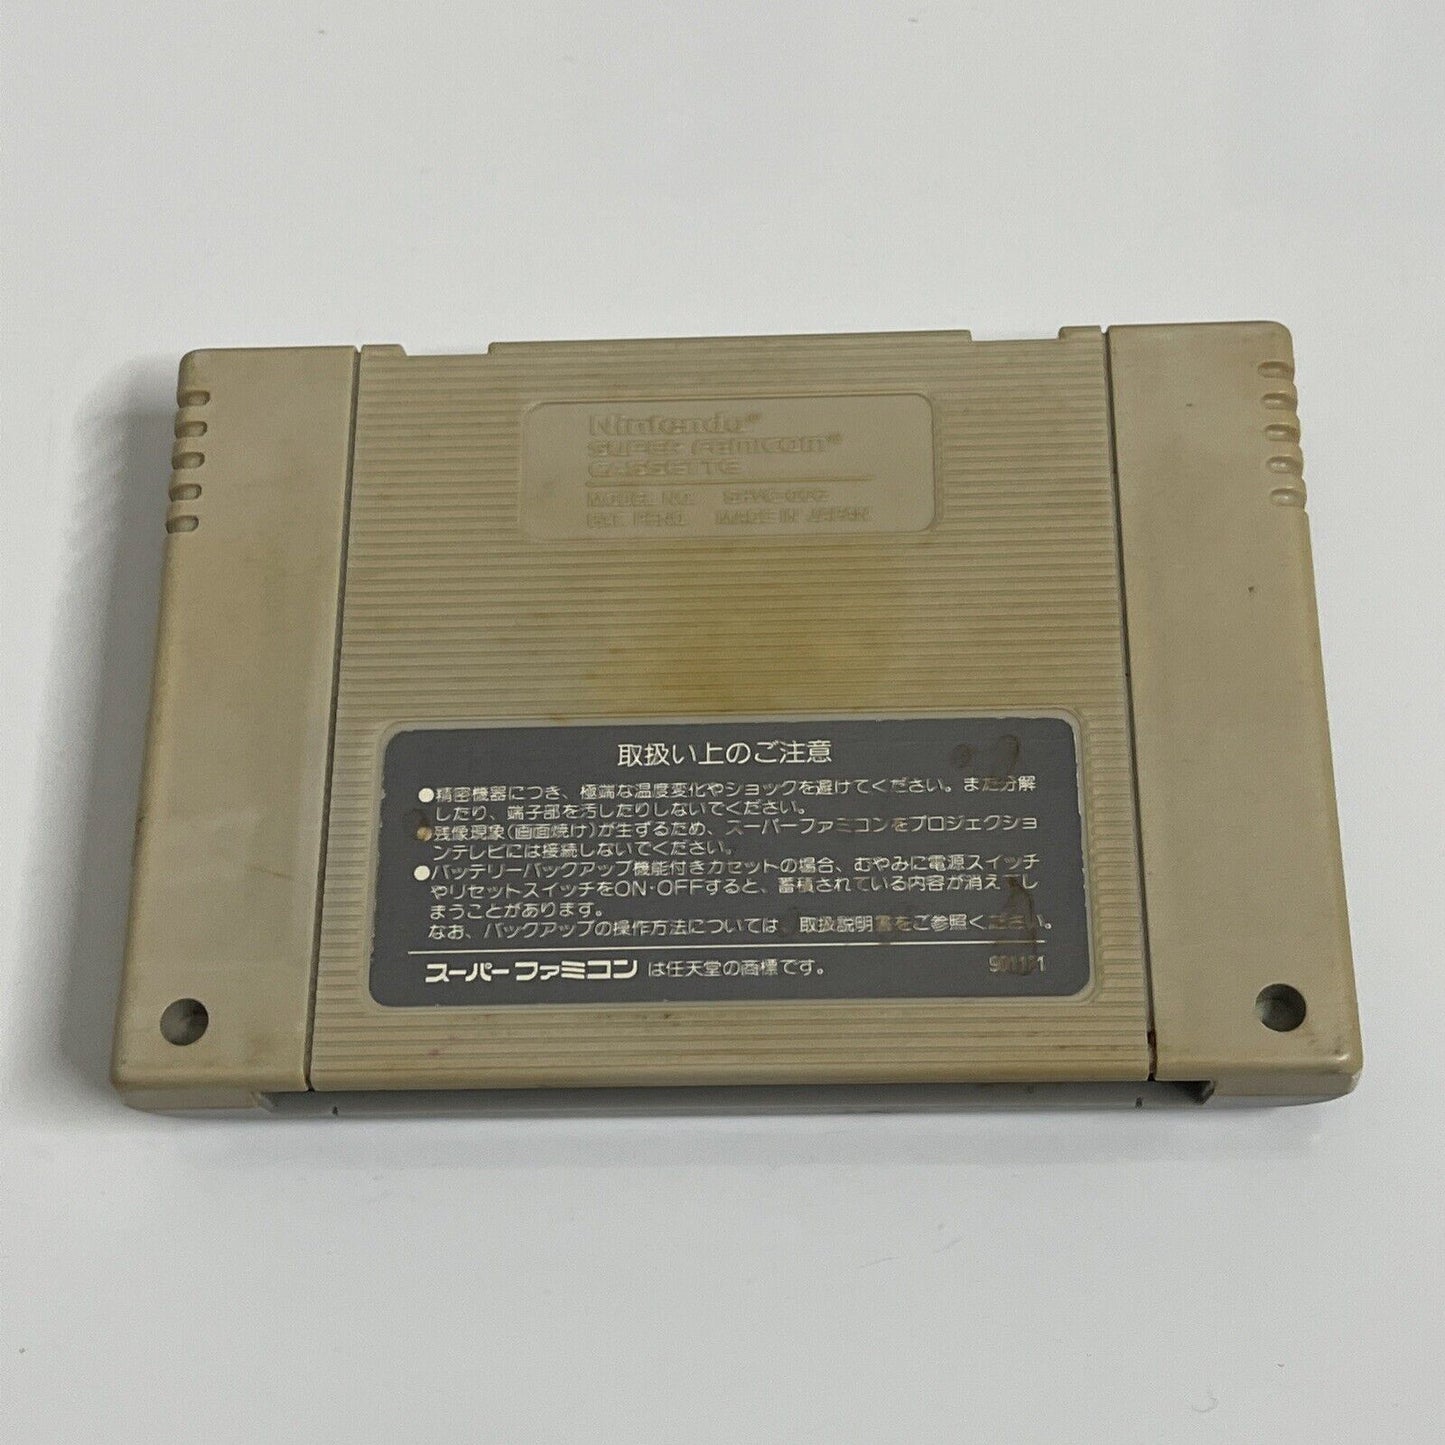 Nintendo®
SUPER FAMICOM®
CASSETTE
MODEL NO. SHVC-006
PAT. PEND. MADE IN JAPAN
取扱い上のご注意
●精密機器につき、極端な温度変化やショックを避けてください。また分解
したり、端子部を汚したりしないでください。
●残像現象(画面焼け)が生ずるため、スーパーファミコンをプロジェクショ
ンテレビには接続しないでください。
●バッテリーバックアップ機能付きカセットの場合、むやみに電源スイッチ
やリセットスイッチをON・OFFすると、蓄積されている内容が消えてし
まうことがあります。
なお、バックアップの操作方法については、取扱説明書をご参照ください。
スーパーファミコンは任天堂の商標です。